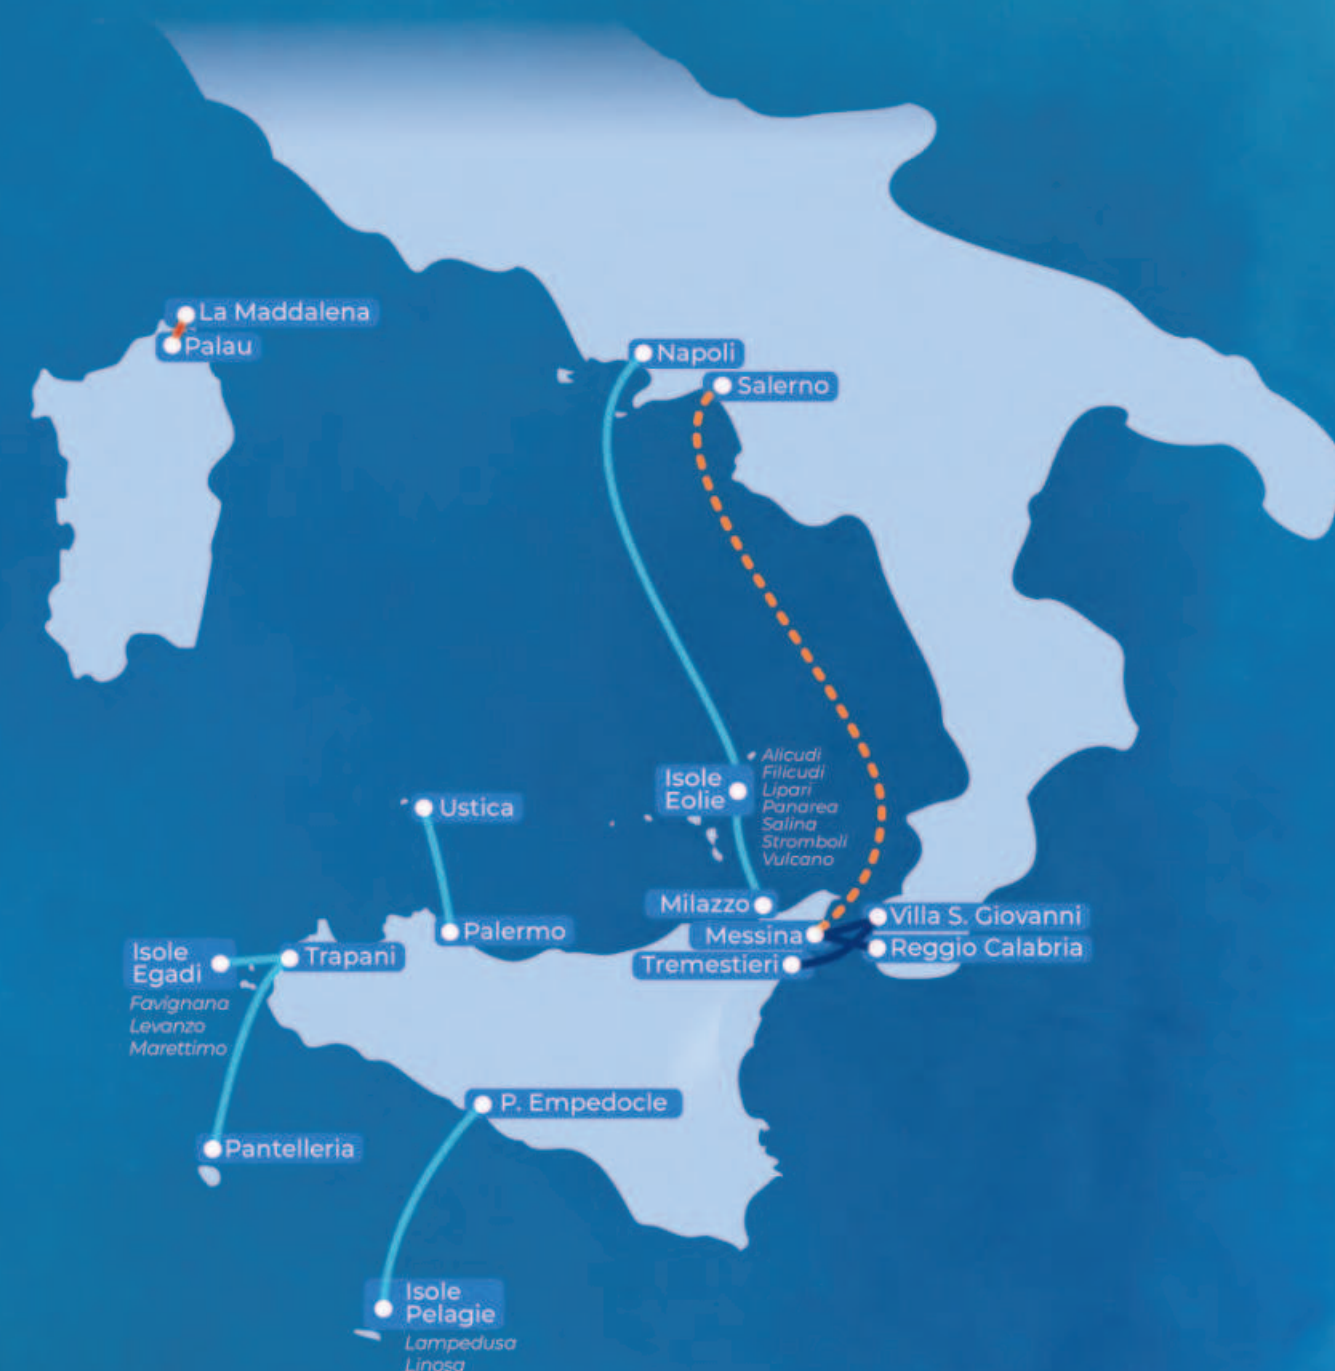 La Maddalena
Palau
Napoli
Salerno
Alicudi
Filicudi
Lipari
Panarea
Salina
Stromboli
Vulcano
Isole
Eolie
Ustica
Milazzo
Villa S. Giovanni
Messina
Palermo
Reggio Calabria
Tremestieri
Isole
Egadi
Trapani
Favignana
Levanzo
Marettimo
P. Empedocle
Pantelleria
Isole
Pelagie
Lampedusa
Linosa